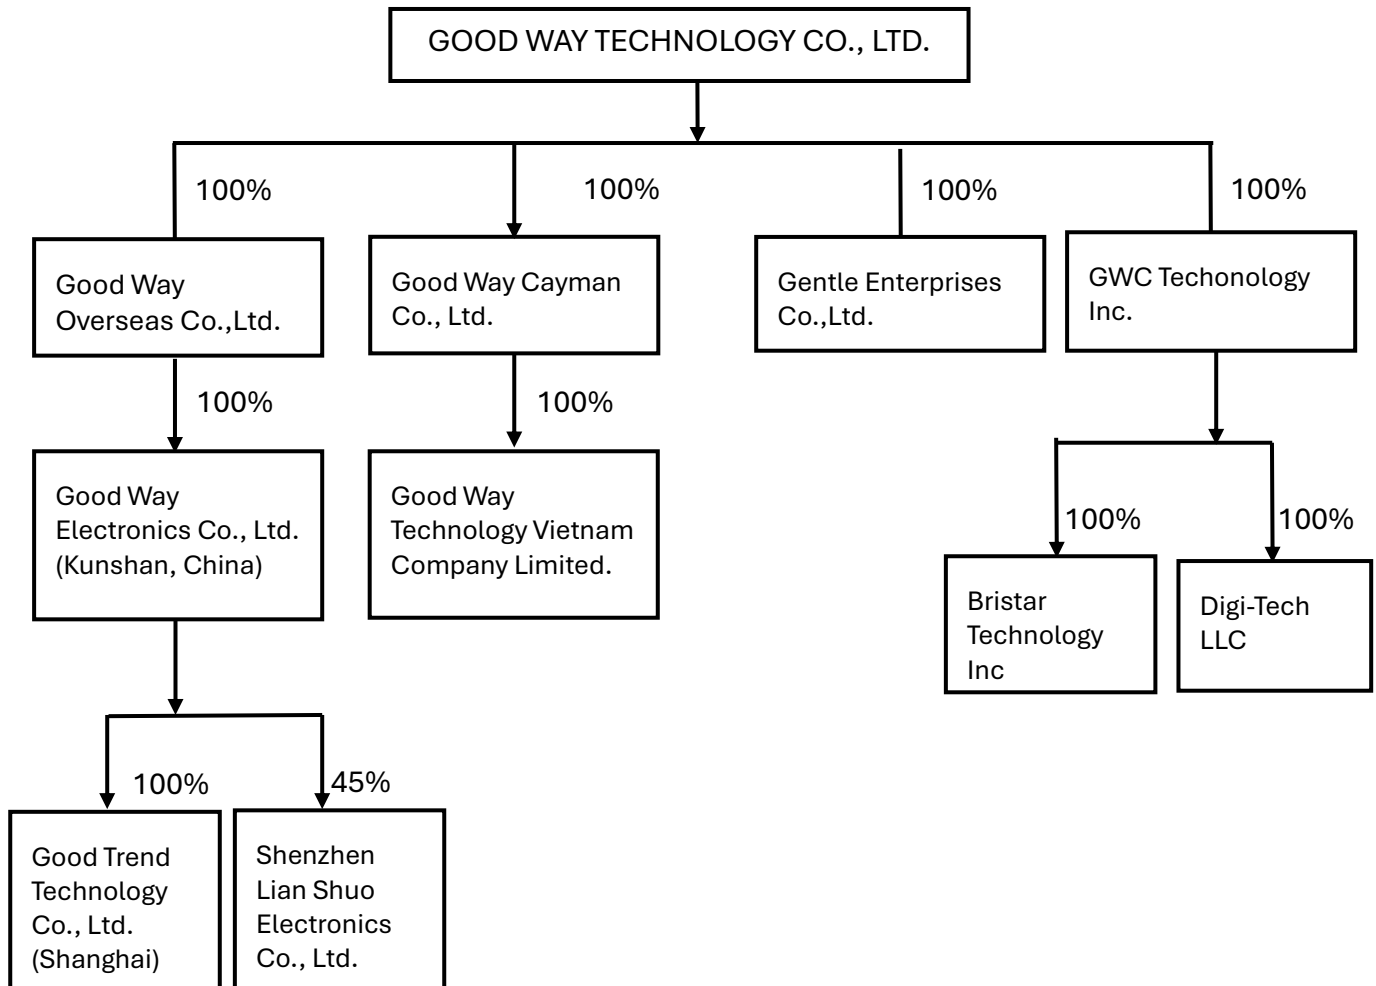 GOOD WAY TECHNOLOGY CO., LTD.
100%
100%
100%
100%
Good Way
Overseas Co.,Ltd.
Good Way Cayman
Co., Ltd.
Gentle Enterprises
Co.,Ltd.
GWC Techonology
Inc.
100%
100%
Good Way
Electronics Co., Ltd.
(Kunshan, China)
Good Way
Technology Vietnam
Company Limited.
100%
100%
Bristar
Technology
Inc
Digi-Tech
LLC
100%
45%
Good Trend
Technology
Co., Ltd.
(Shanghai)
Shenzhen
Lian Shuo
Electronics
Co., Ltd.